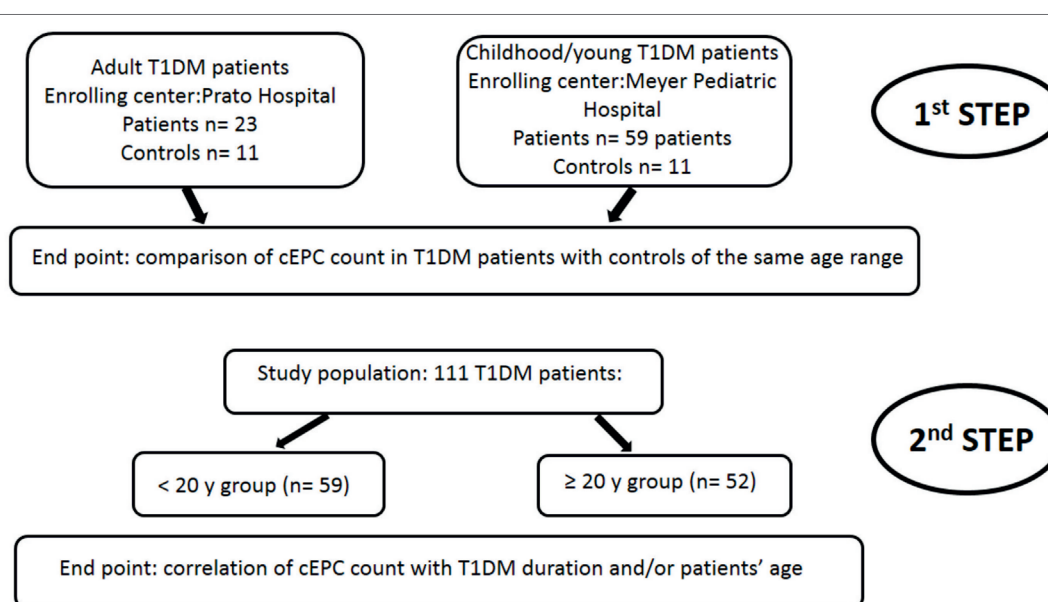 Adult T1DM patients
Enrolling center:Prato Hospital
Patients n= 23
Controls n= 11
Childhood/young T1DM patients
Enrolling center:Meyer Pediatric
Hospital
Patients n= 59 patients
Controls n= 11
1st STEP
End point: comparison of cEPC count in T1DM patients with controls of the same age range
Study population: 111 T1DM patients:
< 20 y group (n= 59)
≥ 20 y group (n= 52)
2nd STEP
End point: correlation of cEPC count with T1DM duration and/or patients’ age